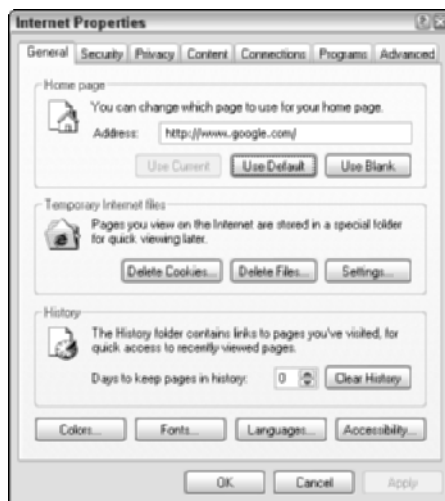 Internet Properties
General Security Privacy Content Connections Programs Advanced
Home page
You can change which page to use for your home page.
Address: http://www.google.com/
Use Current Use Default Use Blank
Temporary Internet files
Pages you view on the Internet are stored in a special folder
for quick viewing later.
Delete Cookies... Delete Files... Settings...
History
The History folder contains links to pages you've visited, for
quick access to recently viewed pages.
Days to keep pages in history: 0 Clear History
Colors... Fonts... Languages... Accessibility...
OK Cancel Apply